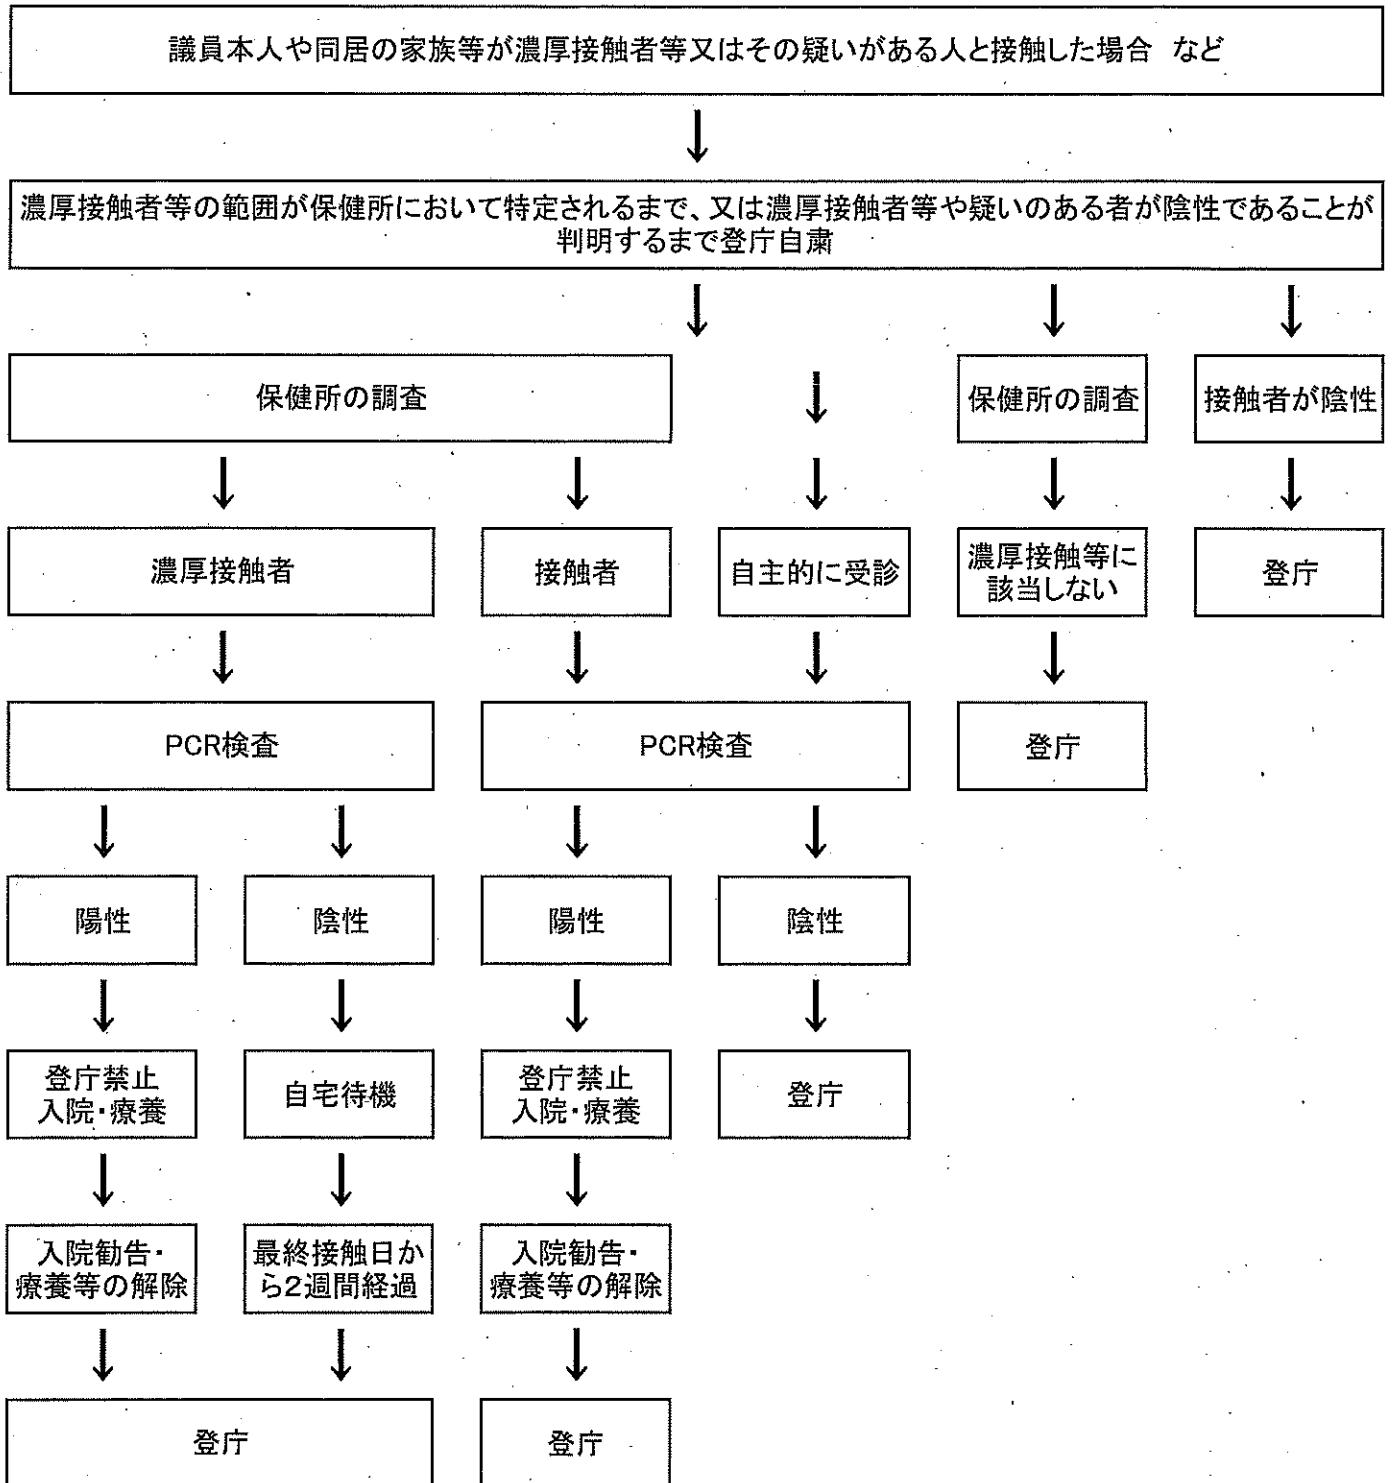 議員本人や同居の家族等が濃厚接触者等又はその疑いがある人と接触した場合 など
濃厚接触者等の範囲が保健所において特定されるまで、又は濃厚接触者等や疑いのある者が陰性であることが
判明するまで登庁自粛
保健所の調査
保健所の調査
接触者が陰性
濃厚接触者
接触者
自主的に受診
濃厚接触等に
該当しない
登庁
PCR検査
PCR検査
登庁
陽性
陰性
陽性
陰性
登庁禁止
入院・療養
自宅待機
登庁禁止
入院・療養
登庁
入院勧告・
療養等の解除
最終接触日か
ら2週間経過
入院勧告・
療養等の解除
登庁
登庁